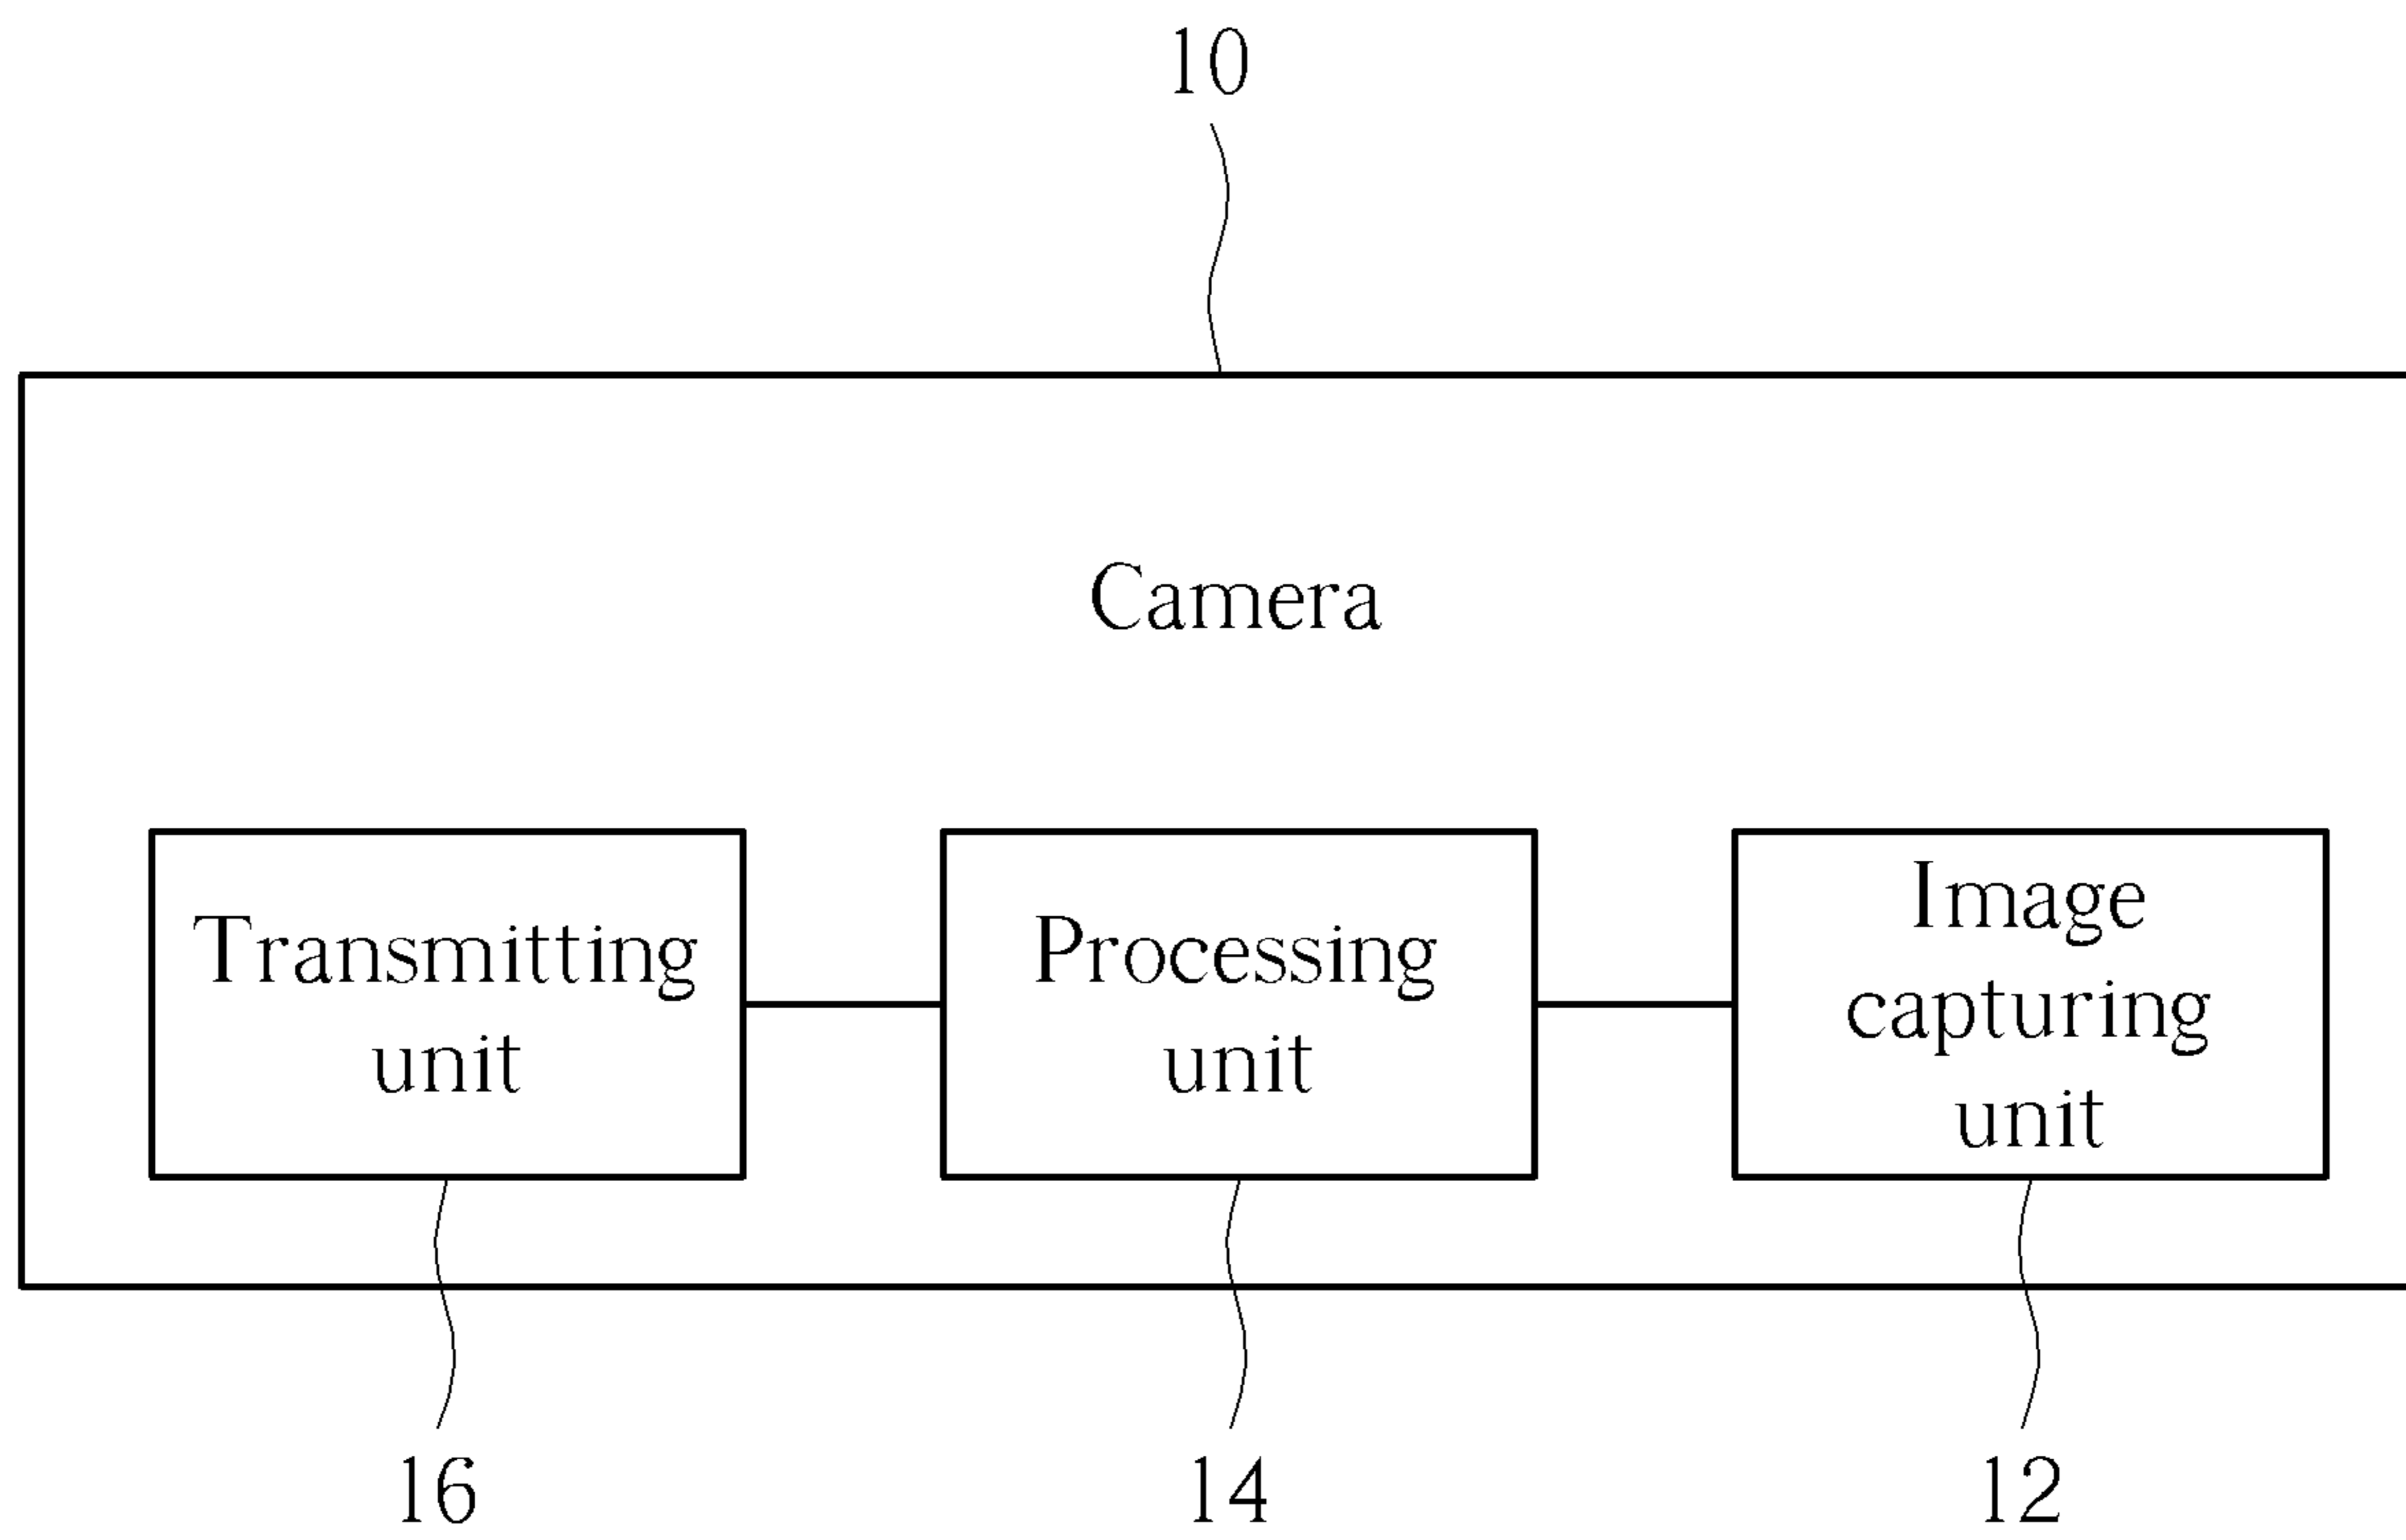 10
Camera
Transmitting
unit
Processing
unit
Image
capturing
unit
16
14
12